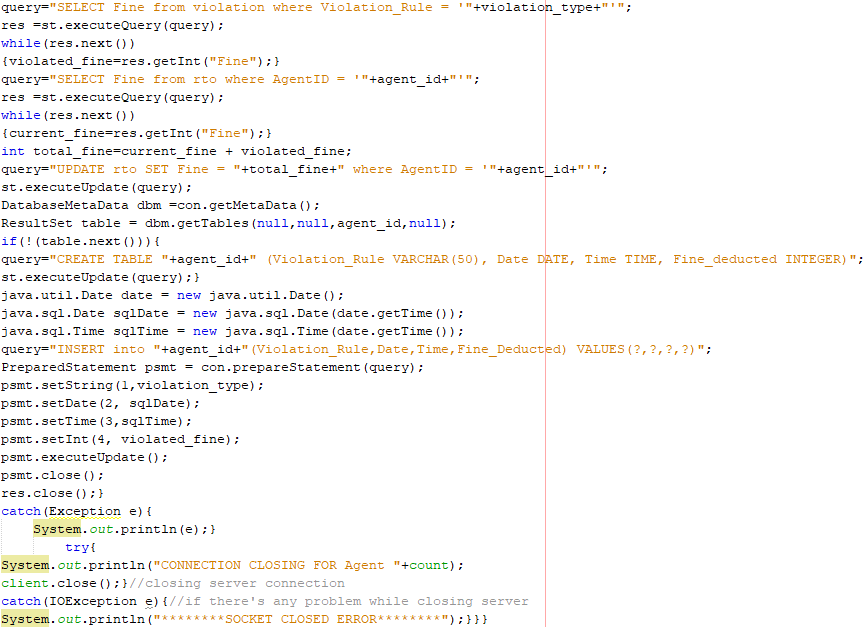 query="SELECT Fine from violation where Violation_Rule = '"+violation_type+"'";
res =st.executeQuery(query);
while(res.next())
{violated_fine=res.getInt("Fine");}
query="SELECT Fine from rto where AgentID = '"+agent_id+"'";
res =st.executeQuery(query);
while(res.next())
{current_fine=res.getInt("Fine");}
int total_fine=current_fine + violated_fine;
query="UPDATE rto SET Fine = "+total_fine+" where AgentID = '"+agent_id+"'";
st.executeUpdate(query);
DatabaseMetaData dbm =con.getMetaData();
ResultSet table = dbm.getTables(null,null,agent_id,null);
if(!(table.next())){
query="CREATE TABLE "+agent_id+" (Violation_Rule VARCHAR(50), Date DATE, Time TIME, Fine_deducted INTEGER)";
st.executeUpdate(query);}
java.util.Date date = new java.util.Date();
java.sql.Date sqlDate = new java.sql.Date(date.getTime());
java.sql.Time sqlTime = new java.sql.Time(date.getTime());
query="INSERT into "+agent_id+"(Violation_Rule,Date,Time,Fine_Deducted) VALUES(?,?,?,?)";
PreparedStatement psmt = con.prepareStatement(query);
psmt.setString(1,violation_type);
psmt.setDate(2, sqlDate);
psmt.setTime(3,sqlTime);
psmt.setInt(4, violated_fine);
psmt.executeUpdate();
psmt.close();
res.close();}
catch(Exception e){
System.out.println(e);}
try{
System.out.println("CONNECTION CLOSING FOR Agent "+count);
client.close();}//closing server connection
catch(IOException e){//if there's any problem while closing server
System.out.println("********SOCKET CLOSED ERROR********");}}}